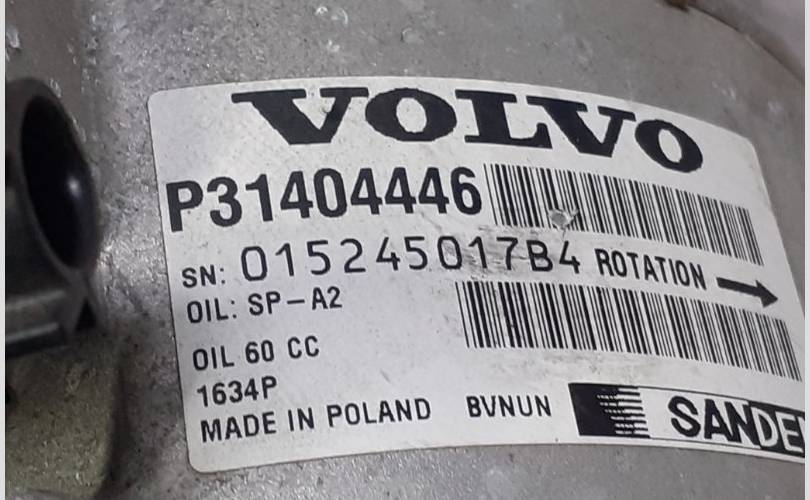 VOLVO
P31404446
SN: 015245017B4 ROTATION
OIL: SP-A2
OIL 60 CC
1634P
MADE IN POLAND BVNUN
SANDE